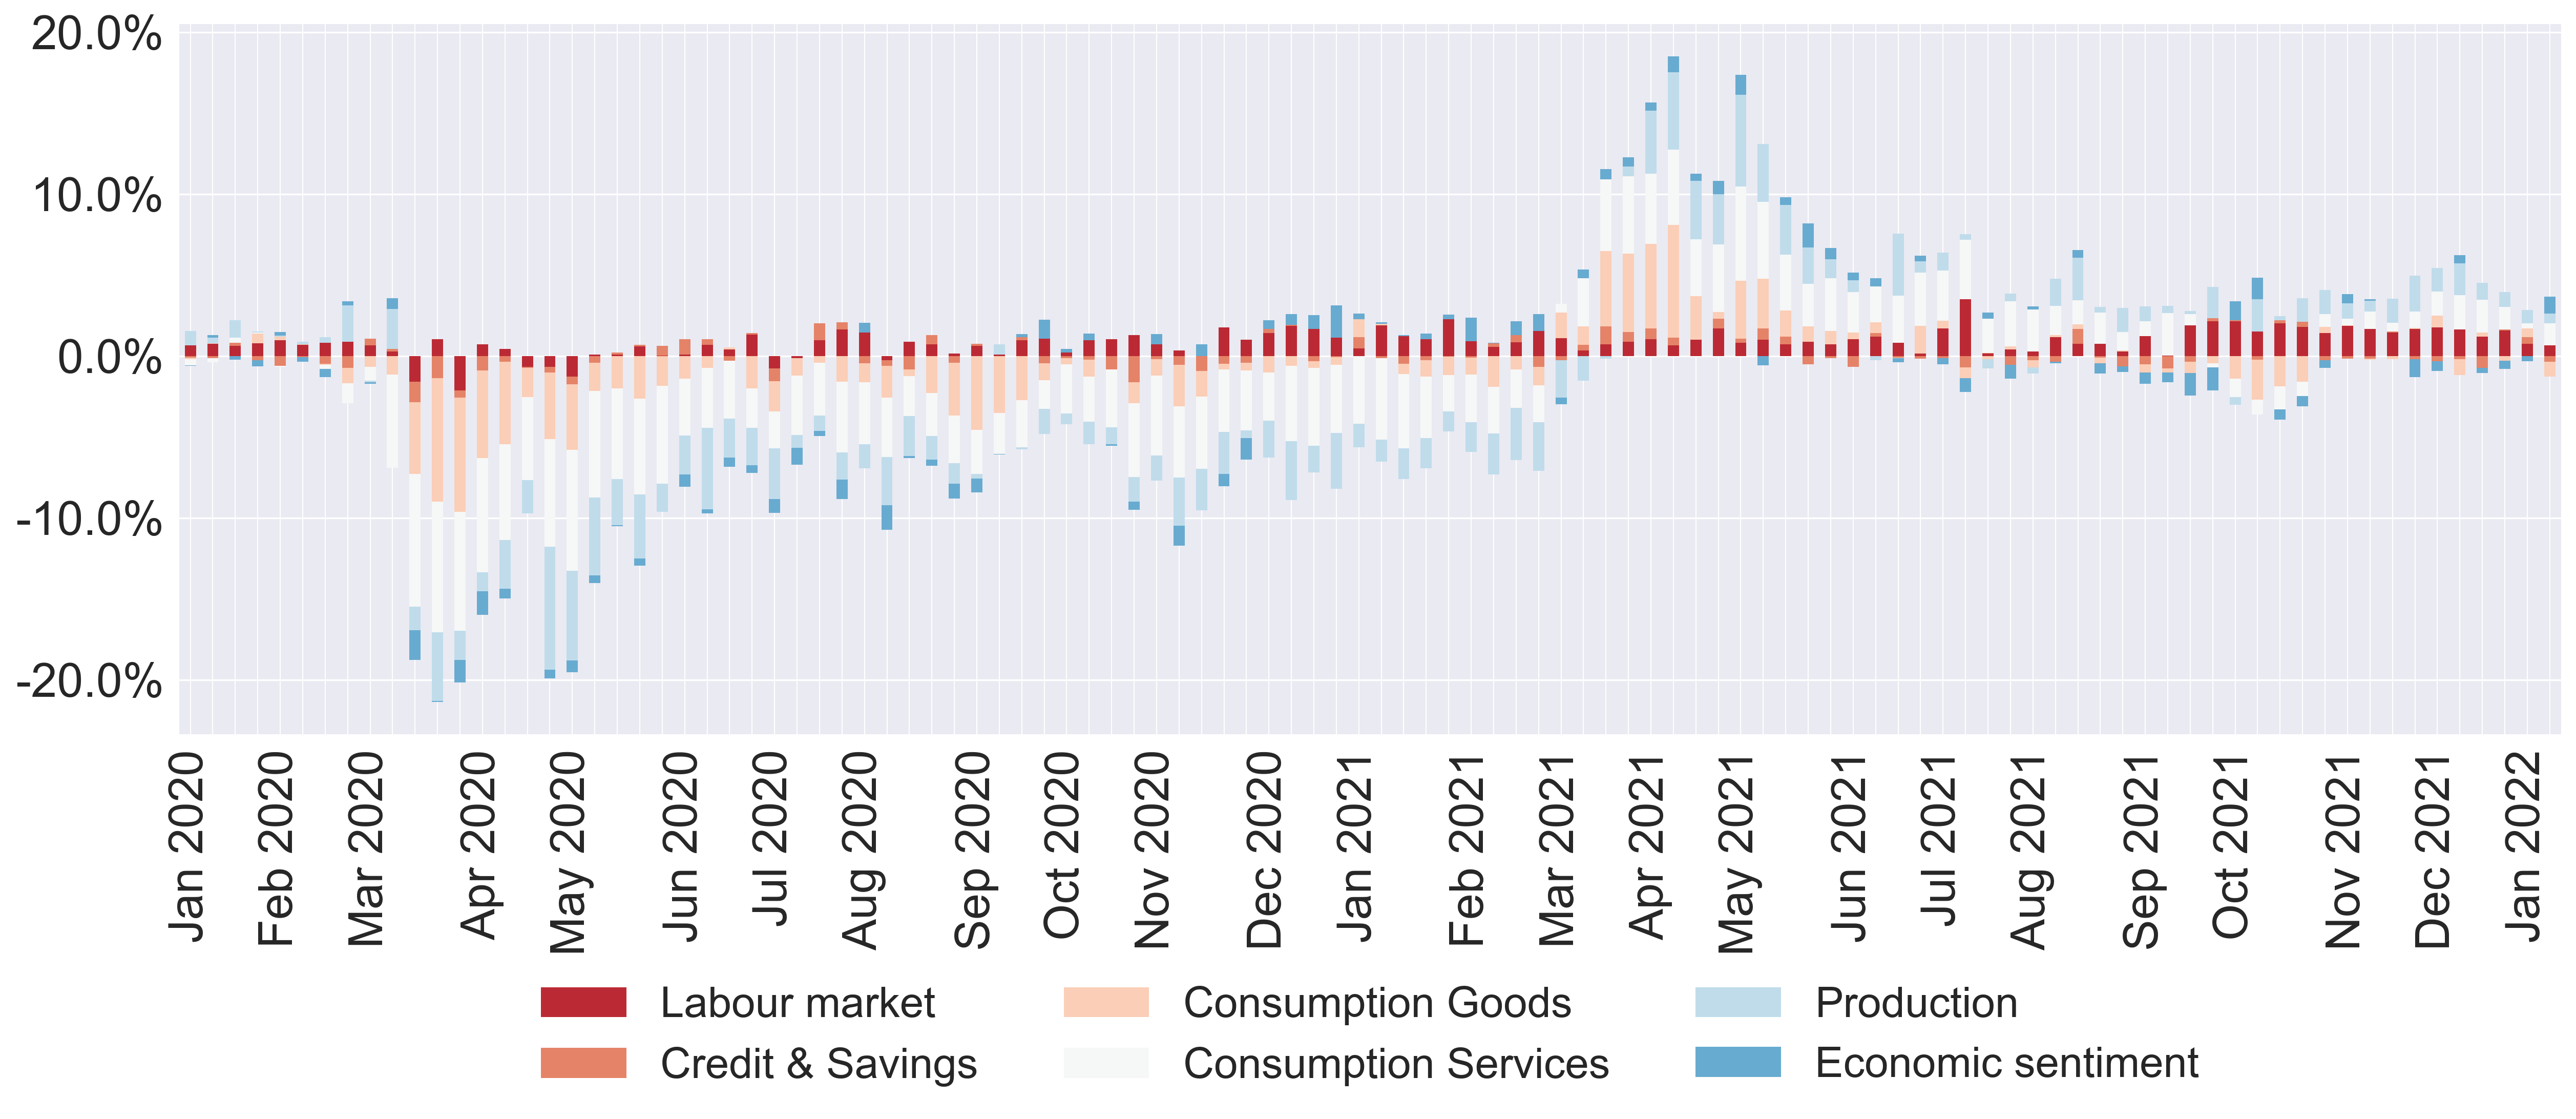 20.0%
10.0%
0.0%
-10.0%
-20.0%
Jan 2020
Feb 2020
Mar 2020
Apr 2020
May 2020
Jun 2020
Jul 2020
Aug 2020
Sep 2020
Oct 2020
Nov 2020
Dec 2020
Jan 2021
Feb 2021
Mar 2021
Apr 2021
May 2021
Jun 2021
Jul 2021
Aug 2021
Sep 2021
Oct 2021
Nov 2021
Dec 2021
Jan 2022
Labour market
Consumption Goods
Production
Credit & Savings
Consumption Services
Economic sentiment